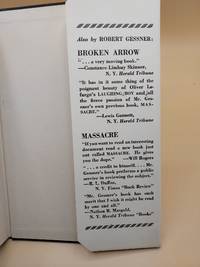 Also by ROBERT GESSNER:
BROKEN ARROW
". . . a very moving book."
—Constance Lindsay Skinner,
N. Y. Herald Tribune
"It has in it some thing of the
poignant beauty of Oliver La-
farge's LAUGHING BOY and just
the fierce passion of Mr. Gess-
ner's own previous book, MAS-
SACRE."
—Lewis Gannett,
N. Y. Herald Tribune
MASSACRE
"If you want to read an interesting
document read a new book just
out called MASSACRE. He gives
you the dope." —Will Rogers
". . . a credit to himself. . . . Mr.
Gessner's book performs a public
service in reviewing the subject."
—R. L. Duffus,
N. Y. Times "Book Review"
"Mr. Gessner's book has such
merit that I wish it might be read
by one and all."
—Nathan R. Margold,
N. Y. Herald Tribune "Books"